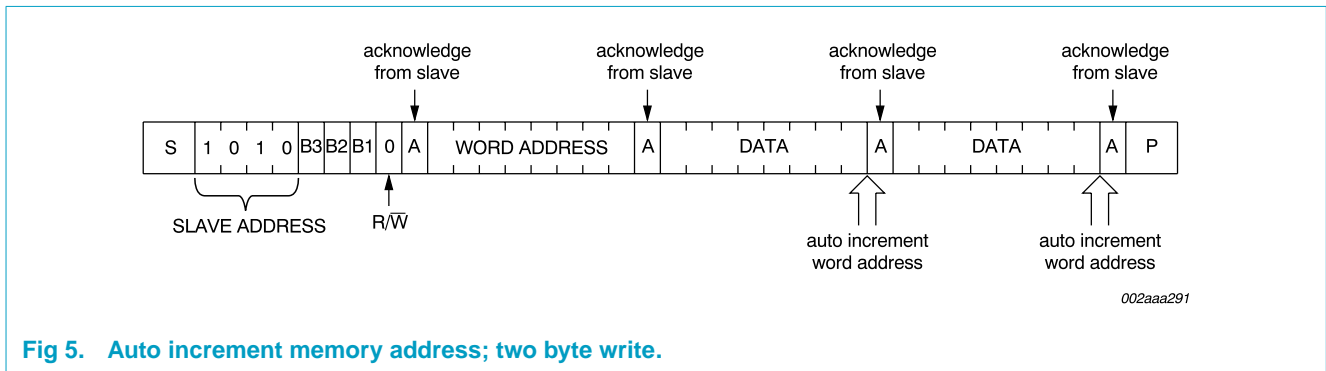 acknowledge
from slave
acknowledge
from slave
acknowledge
from slave
acknowledge
from slave
S 1 0 1 0 B3 B2 B1 0 A WORD ADDRESS A DATA A DATA A P
SLAVE ADDRESS
R/W̅
auto increment
word address
auto increment
word address
002aaa291
Fig 5. Auto increment memory address; two byte write.